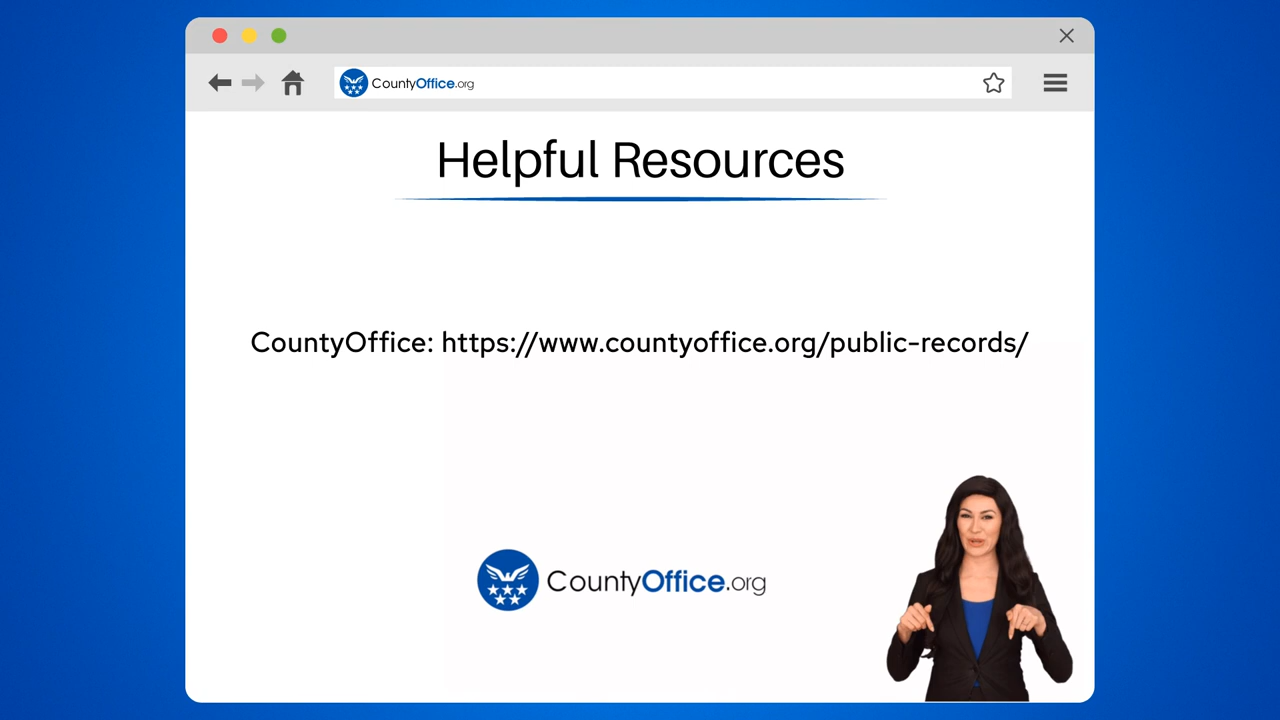 CountyOffice.org
Helpful Resources
CountyOffice: https://www.countyoffice.org/public-records/
CountyOffice.org